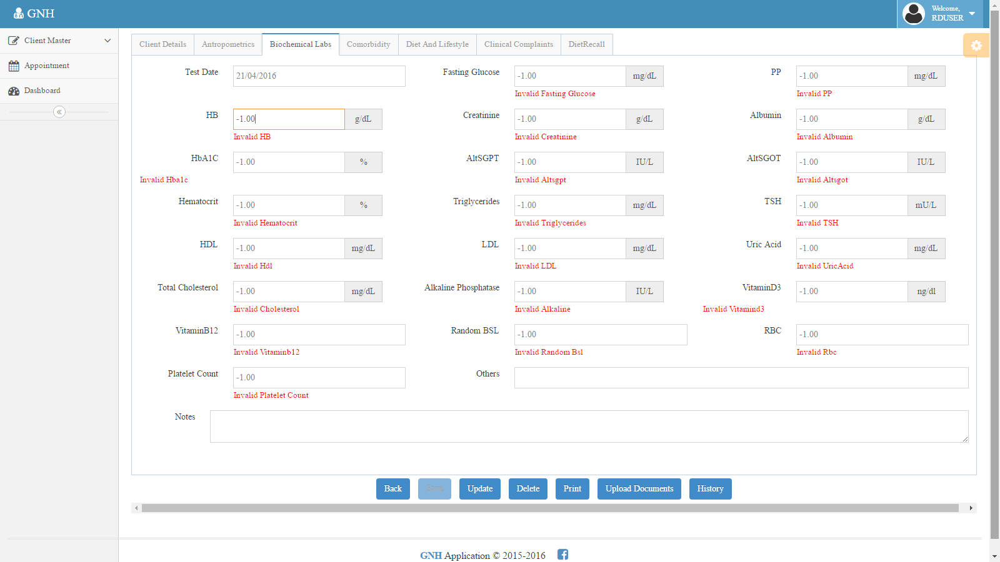 GNH
Welcome,
RDUSER
Client Master
Appointment
Dashboard
Client Details Antropometrics Biochemical Labs Comorbidity Diet And Lifestyle Clinical Complaints DietRecall
Test Date 21/04/2016 Fasting Glucose -1.00 mg/dL PP -1.00 mg/dL
Invalid Fasting Glucose Invalid PP
HB -1.00 g/dL Creatinine -1.00 g/dL Albumin -1.00 g/dL
Invalid HB Invalid Creatinine Invalid Albumin
HbA1C -1.00 % AltSGPT -1.00 IU/L AltSGOT -1.00 IU/L
Invalid Hba1c Invalid Altsgpt Invalid Altsgot
Hematocrit -1.00 % Triglycerides -1.00 mg/dL TSH -1.00 mU/L
Invalid Hematocrit Invalid Triglycerides Invalid TSH
HDL -1.00 mg/dL LDL -1.00 mg/dL Uric Acid -1.00 mg/dL
Invalid Hdl Invalid LDL Invalid UricAcid
Total Cholesterol -1.00 mg/dL Alkaline Phosphatase -1.00 IU/L VitaminD3 -1.00 ng/dl
Invalid Cholesterol Invalid Alkaline Invalid Vitamind3
VitaminB12 -1.00 Random BSL -1.00 RBC -1.00
Invalid Vitaminb12 Invalid Random Bsl Invalid Rbc
Platelet Count -1.00 Others
Invalid Platelet Count
Notes
Back Save Update Delete Print Upload Documents History
GNH Application © 2015-2016